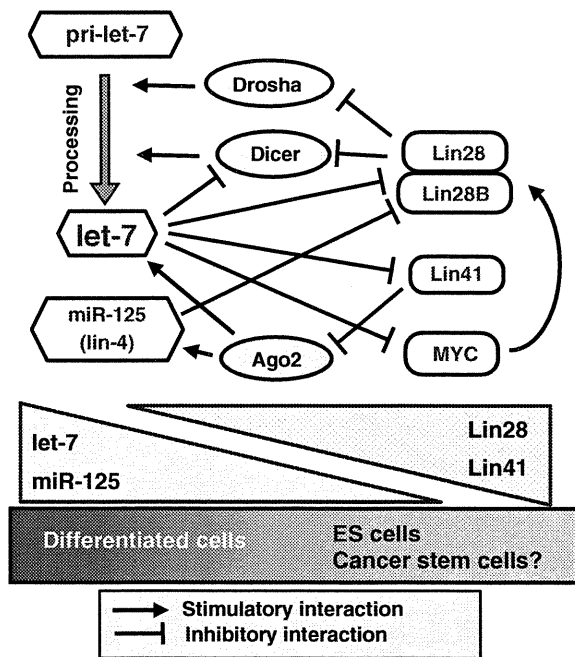 pri-let-7
Processing
Drosha
Dicer
Lin28
Lin28B
let-7
Lin41
miR-125
(lin-4)
Ago2
MYC
let-7
miR-125
Lin28
Lin41
Differentiated cells
ES cells
Cancer stem cells?
Stimulatory interaction
Inhibitory interaction